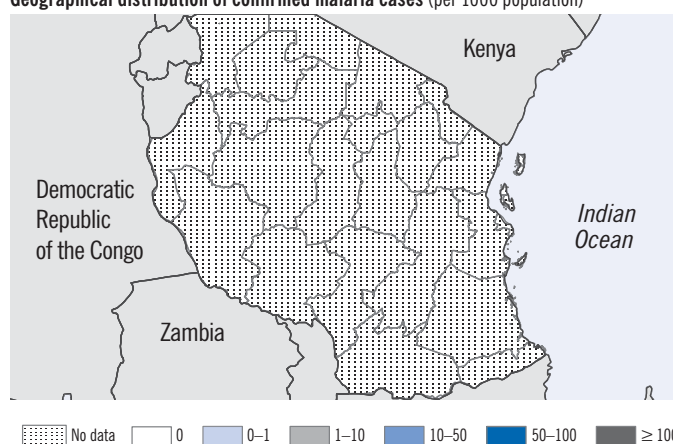 Geographical distribution of confirmed malaria cases (per 1000 population)
Kenya
Democratic
Republic
of the Congo
Indian
Ocean
Zambia
No data 0 0–1 1–10 10–50 50–100 ≥ 100